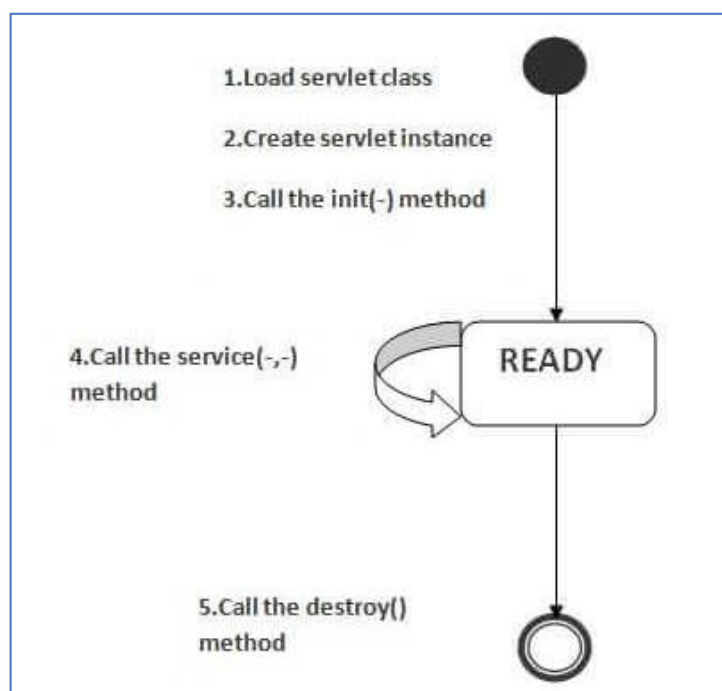 1.Load servlet class
2.Create servlet instance
3.Call the init(-) method
4.Call the service(-,-)
method
READY
5.Call the destroy()
method